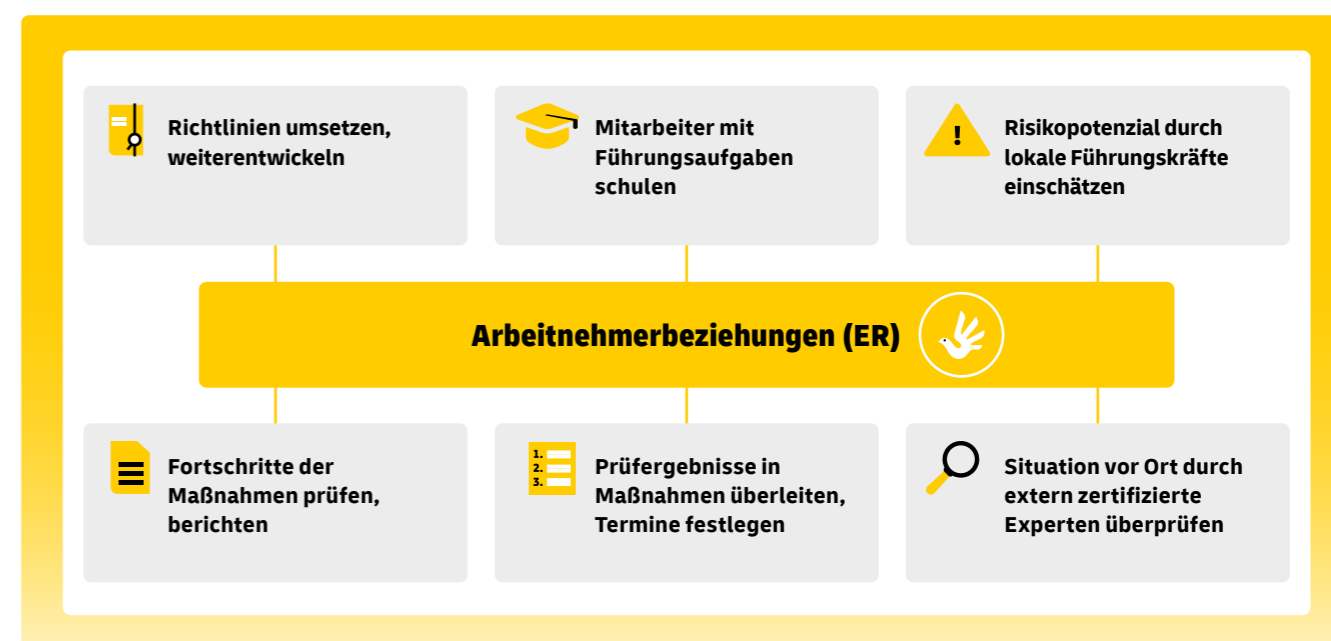 Richtlinien umsetzen,
weiterentwickeln
Mitarbeiter mit
Führungsaufgaben
schulen
!
Risikopotenzial durch
lokale Führungskräfte
einschätzen
Arbeitnehmerbeziehungen (ER)
Fortschritte der
Maßnahmen prüfen,
berichten
1.
2.
3.
Prüfergebnisse in
Maßnahmen überleiten,
Termine festlegen
Situation vor Ort durch
extern zertifizierte
Experten überprüfen